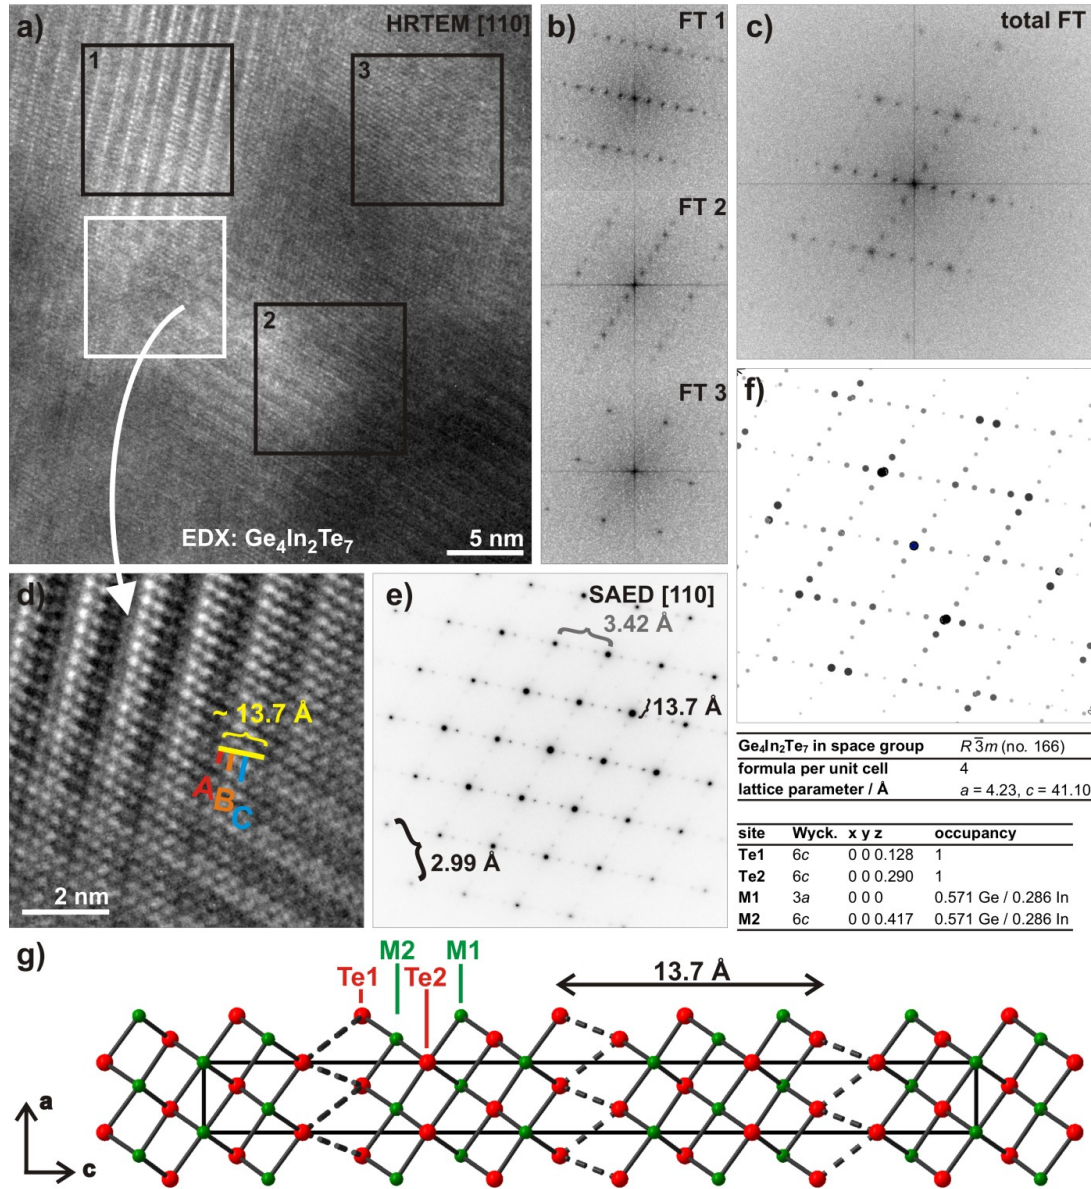 a)
HRTEM [110]
1
3
2
EDX: Ge₄In₂Te₇
5 nm
b)
FT 1
FT 2
FT 3
c)
total FT
d)
~ 13.7 Å
A
B
C
2 nm
e)
SAED [110]
3.42 Å
13.7 Å
2.99 Å
f)
Ge₄In₂Te₇ in space group R3̅m (no. 166)
formula per unit cell 4
lattice parameter / Å a = 4.23, c = 41.10
site Wyck. x y z occupancy
Te1 6c 0 0 0.128 1
Te2 6c 0 0 0.290 1
M1 3a 0 0 0 0.571 Ge / 0.286 In
M2 6c 0 0 0.417 0.571 Ge / 0.286 In
g)
M2
M1
Te1
Te2
13.7 Å
a
c